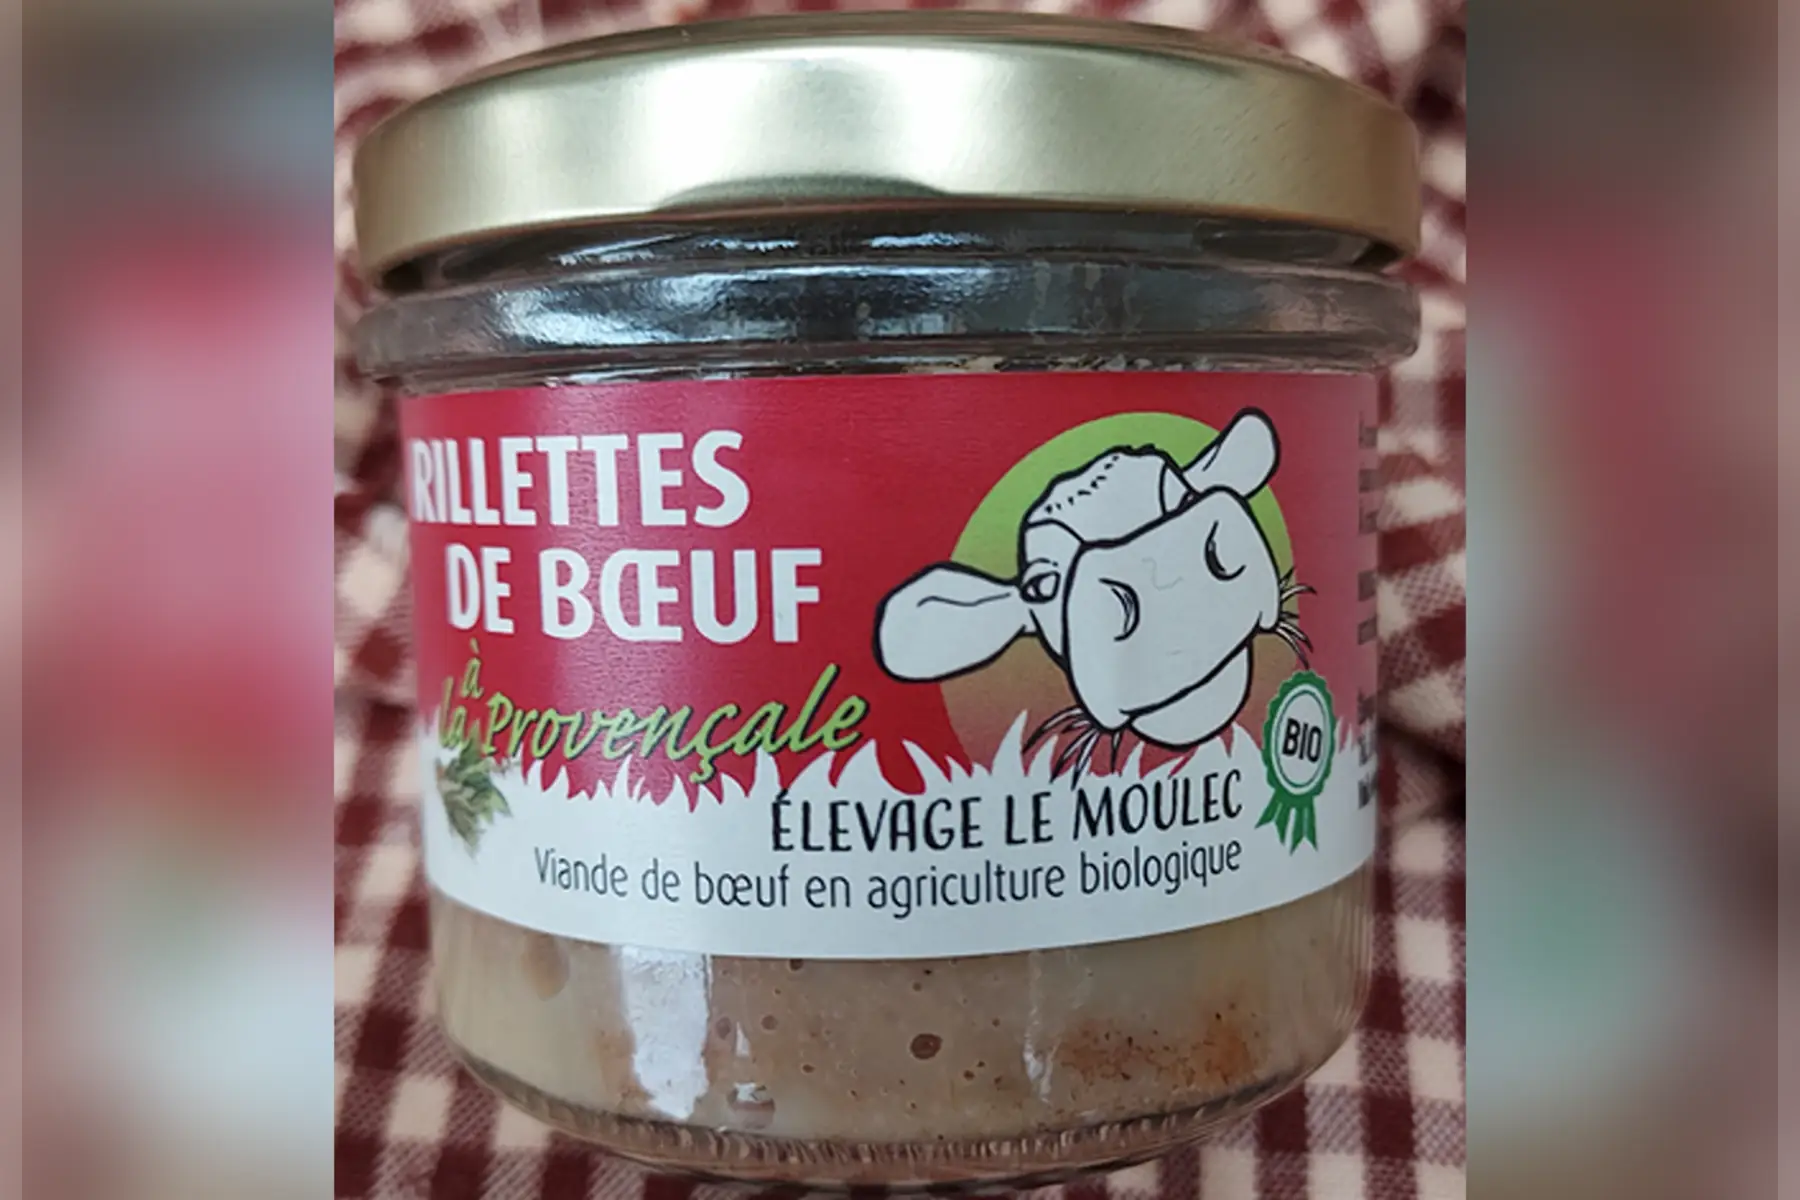 RILLETTES
DE BŒUF
à
la Provençale
BIO
ÉLEVAGE LE MOULEC
Viande de bœuf en agriculture biologique